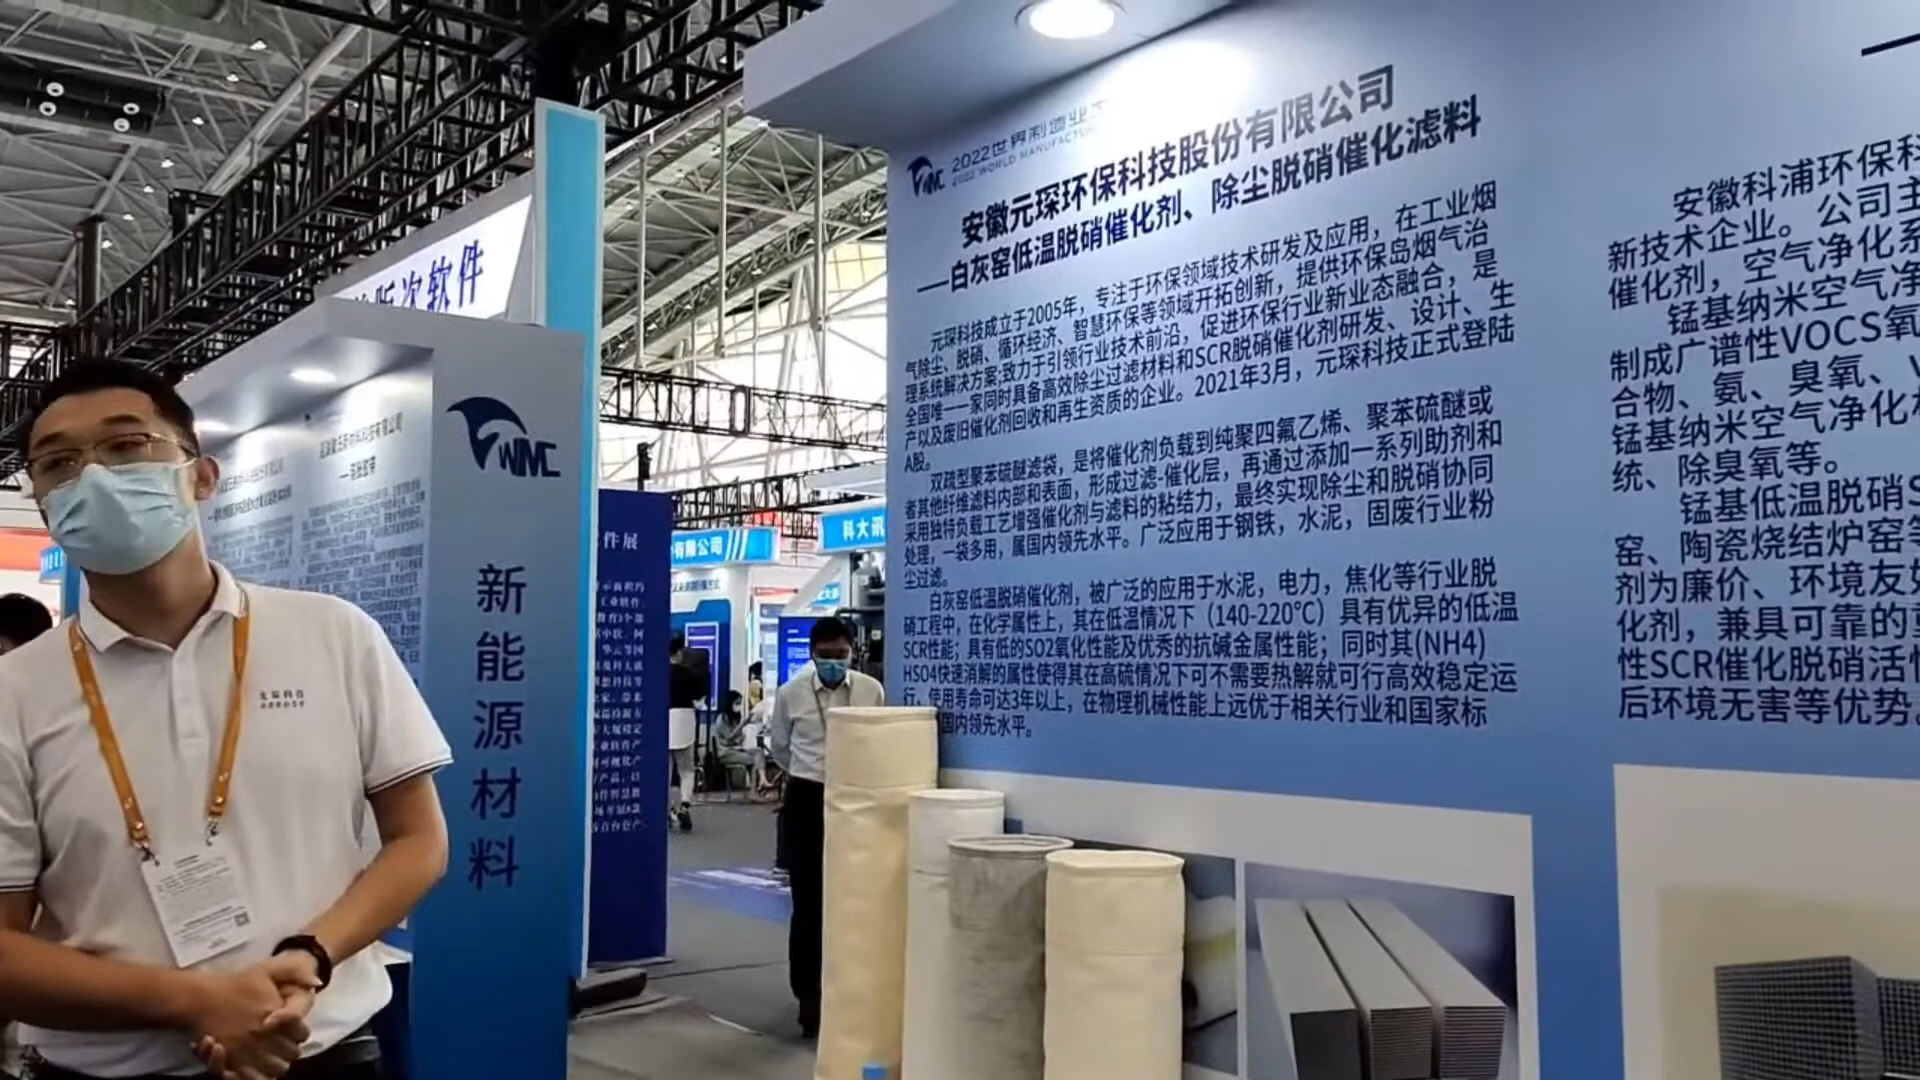 2022世界制造业
2022 WORLD MANUFACTU
安徽元琛环保科技股份有限公司
——白灰窑低温脱硝催化剂、除尘脱硝催化滤料
元琛科技成立于2005年，专注于环保领域技术研发及应用，在工业烟
气除尘、脱硝、循环经济、智慧环保等领域开拓创新，提供环保岛烟气治
理系统解决方案;致力于引领行业技术前沿，促进环保行业新业态融合，是
全国唯一一家同时具备高效除尘过滤材料和SCR脱硝催化剂研发、设计、生
产以及废旧催化剂回收和再生资质的企业。2021年3月，元琛科技正式登陆
A股。
双疏型聚苯硫醚滤袋，是将催化剂负载到纯聚四氟乙烯、聚苯硫醚或
者其他纤维滤料内部和表面，形成过滤-催化层，再通过添加一系列助剂和
采用独特负载工艺增强催化剂与滤料的粘结力，最终实现除尘和脱硝协同
处理，一袋多用，属国内领先水平。广泛应用于钢铁，水泥，固废行业粉
尘过滤。
白灰窑低温脱硝催化剂，被广泛的应用于水泥，电力，焦化等行业脱
硝工程中，在化学属性上，其在低温情况下（140-220℃）具有优异的低温
SCR性能；具有低的SO2氧化性能及优秀的抗碱金属性能；同时其(NH4)
HSO4快速消解的属性使得其在高硫情况下可不需要热解就可行高效稳定运
行，使用寿命可达3年以上，在物理机械性能上远优于相关行业和国家标
国内领先水平。
安徽科浦环保科
新技术企业。公司主
催化剂，空气净化系
锰基纳米空气净
制成广谱性VOCS氧
合物、氨、臭氧、V
锰基纳米空气净化材
统、除臭氧等。
锰基低温脱硝S
窑、陶瓷烧结炉窑等
剂为廉价、环境友好
化剂，兼具可靠的重
性SCR催化脱硝活性
后环境无害等优势
WMC
新能源材料
次软件
件展
有限公司
科大讯